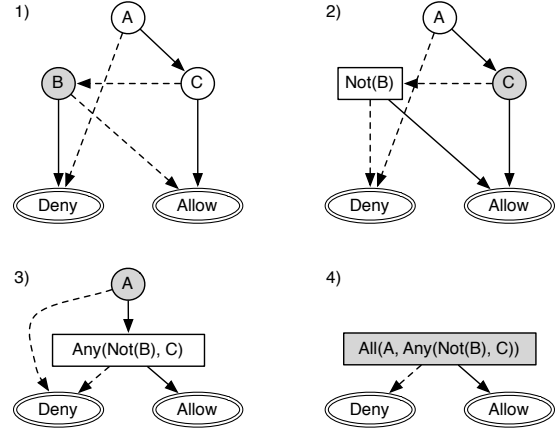 1)
A
B
C
Deny
Allow
2)
A
Not(B)
C
Deny
Allow
3)
A
Any(Not(B), C)
Deny
Allow
4)
All(A, Any(Not(B), C))
Deny
Allow